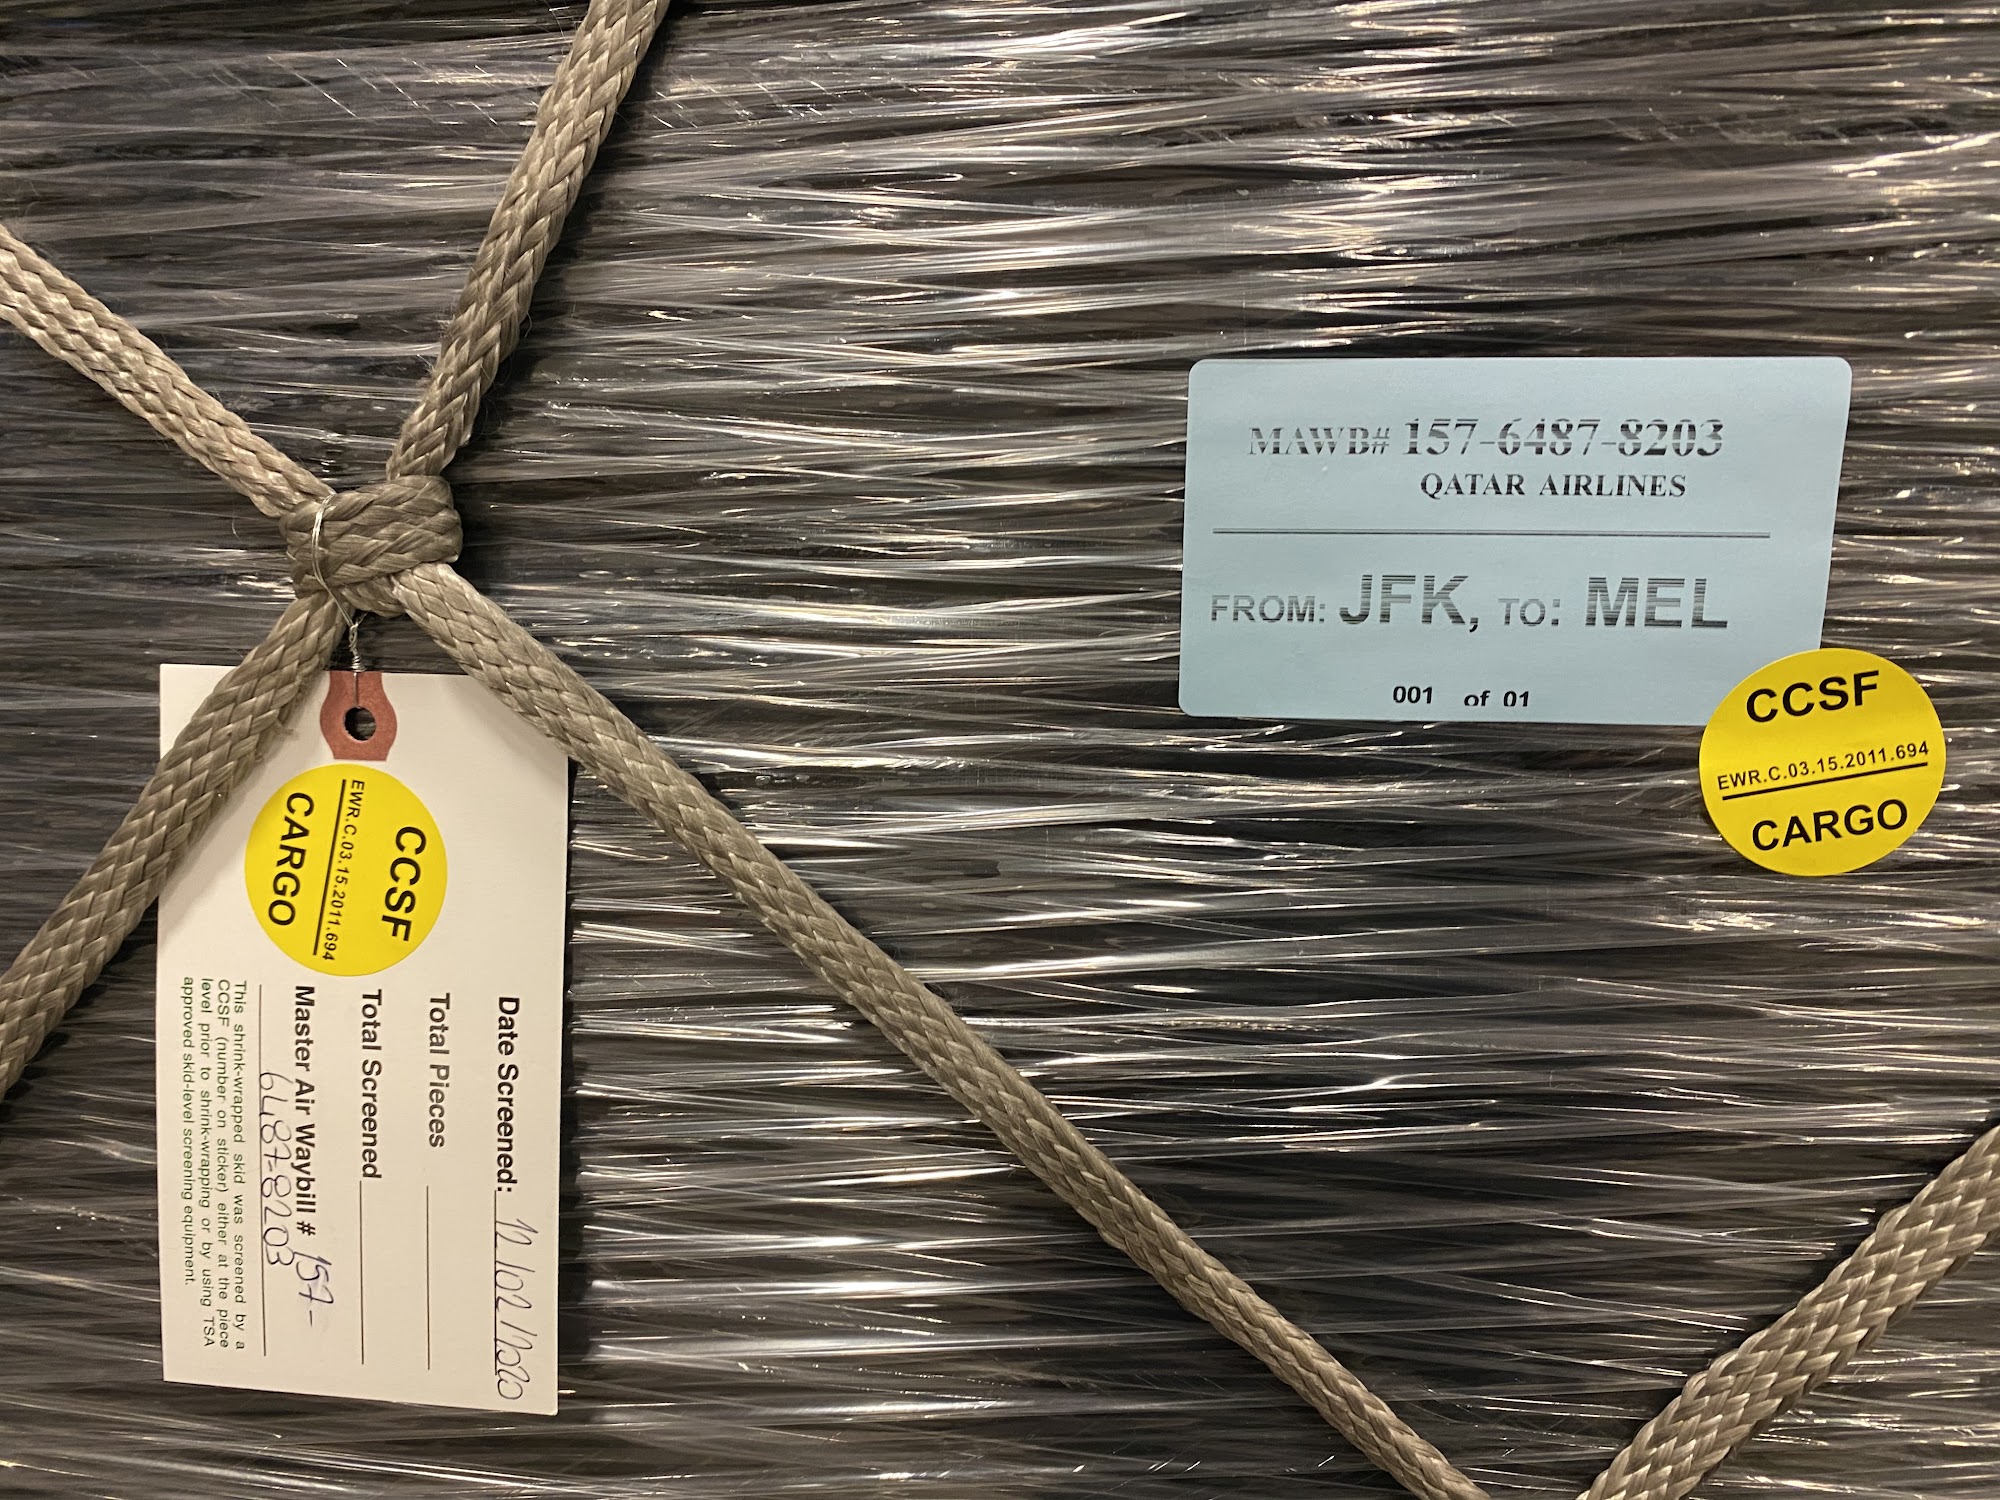 MAWB# 157-6487-8203
QATAR AIRLINES
FROM: JFK, TO: MEL
001 of 01
CCSF
EWR.C.03.15.2011.694
CARGO
CCSF
EWR.C.03.15.2011.694
CARGO
Date Screened: 12/02/2020
Total Pieces
Total Screened
Master Air Waybill # 157-
6487-8203
This shrink-wrapped skid was screened by a
CCSF (number on sticker) either at the piece
level prior to shrink-wrapping or by using TSA
approved skid-level screening equipment.